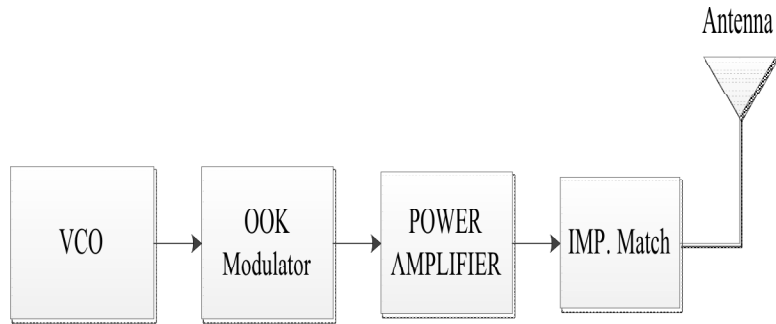 Antenna
VCO
OOK
Modulator
POWER
AMPLIFIER
IMP. Match